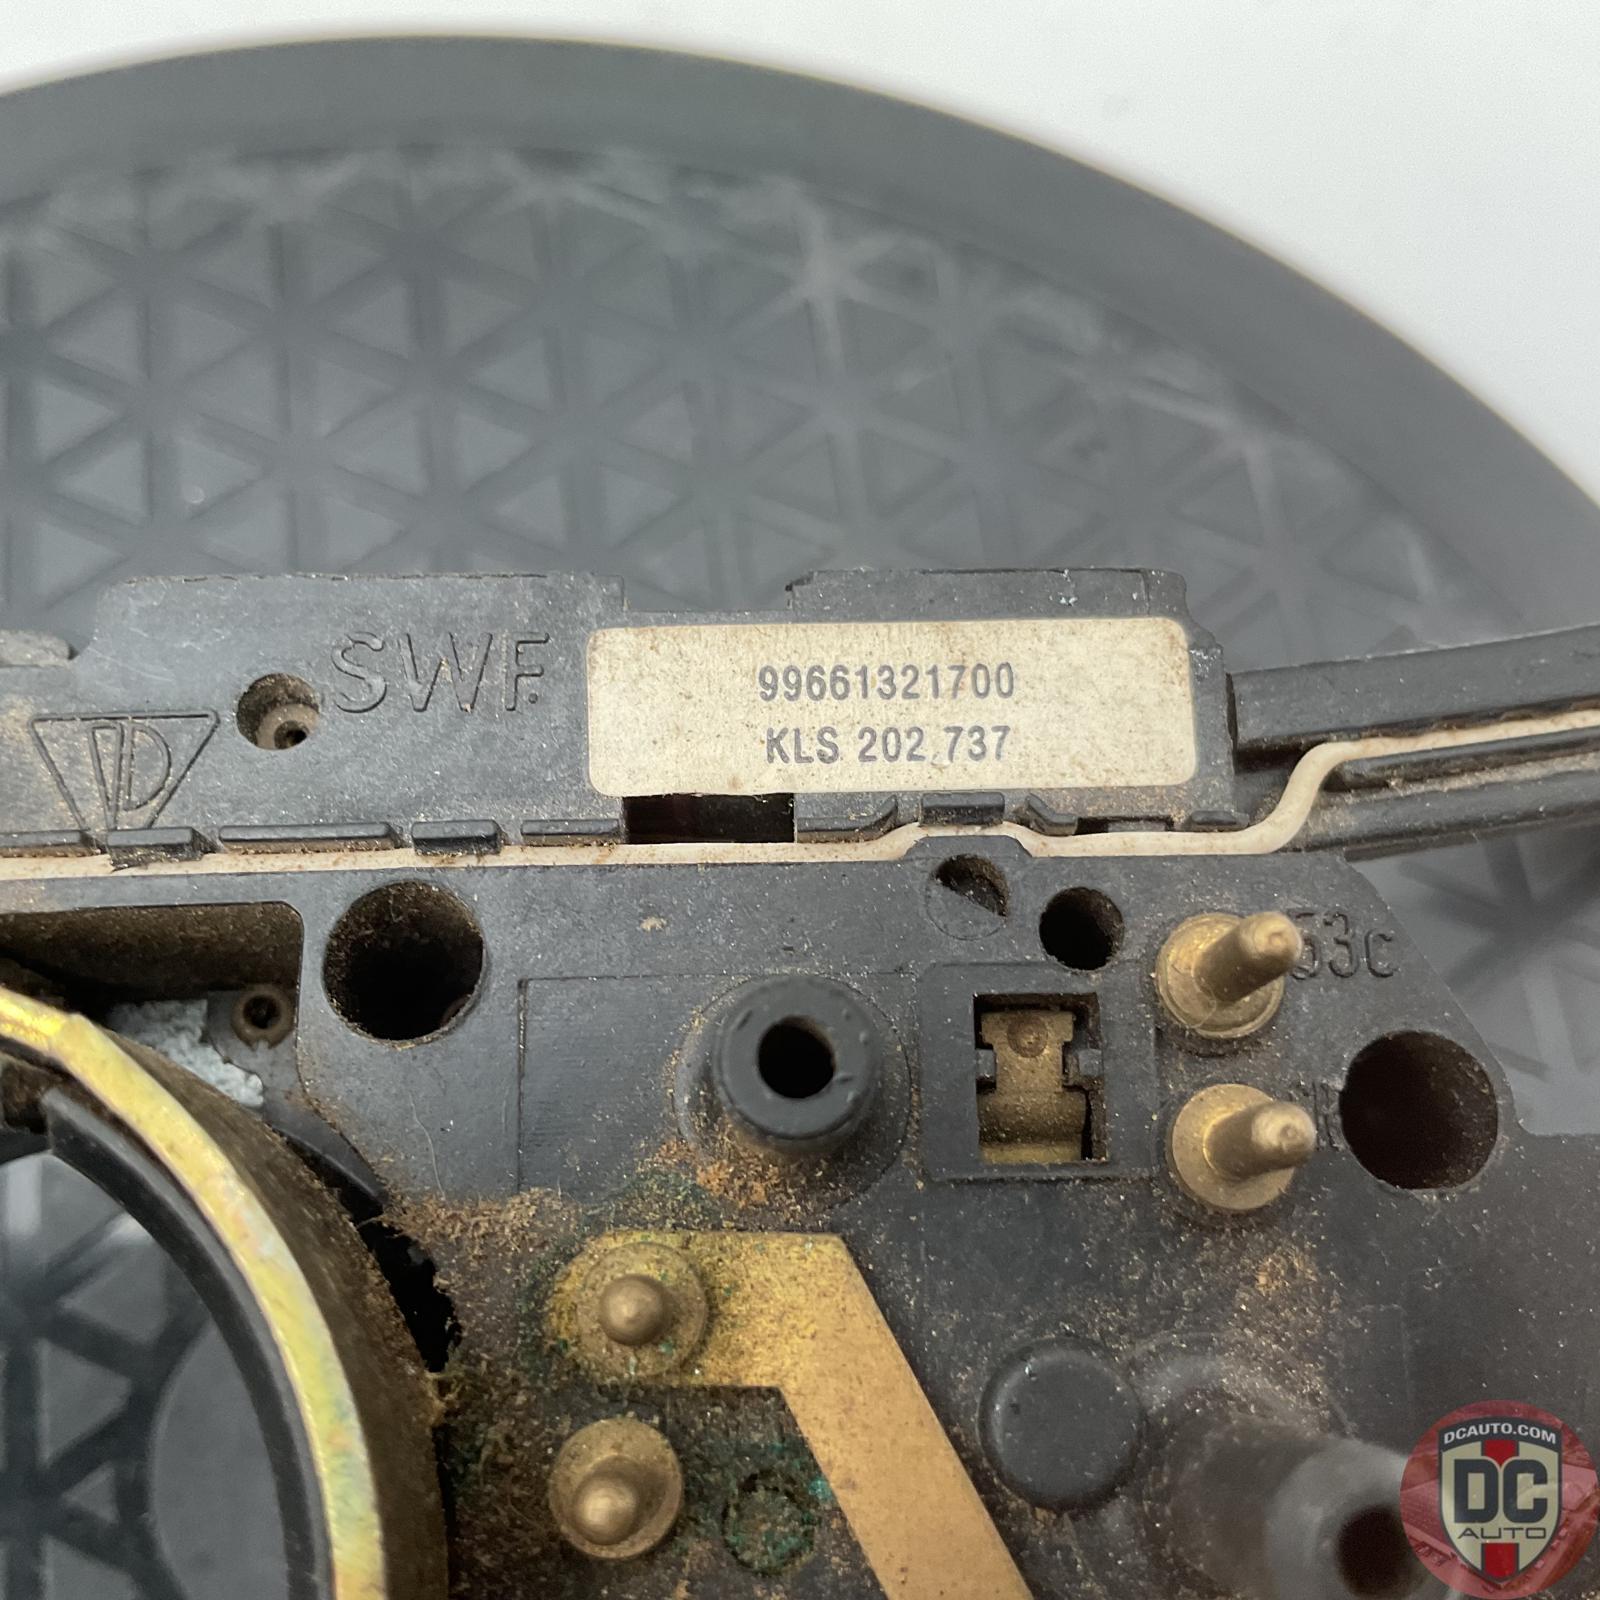 SWF
99661321700
KLS 202.737
53c
DCAUTO.COM
DC
AUTO